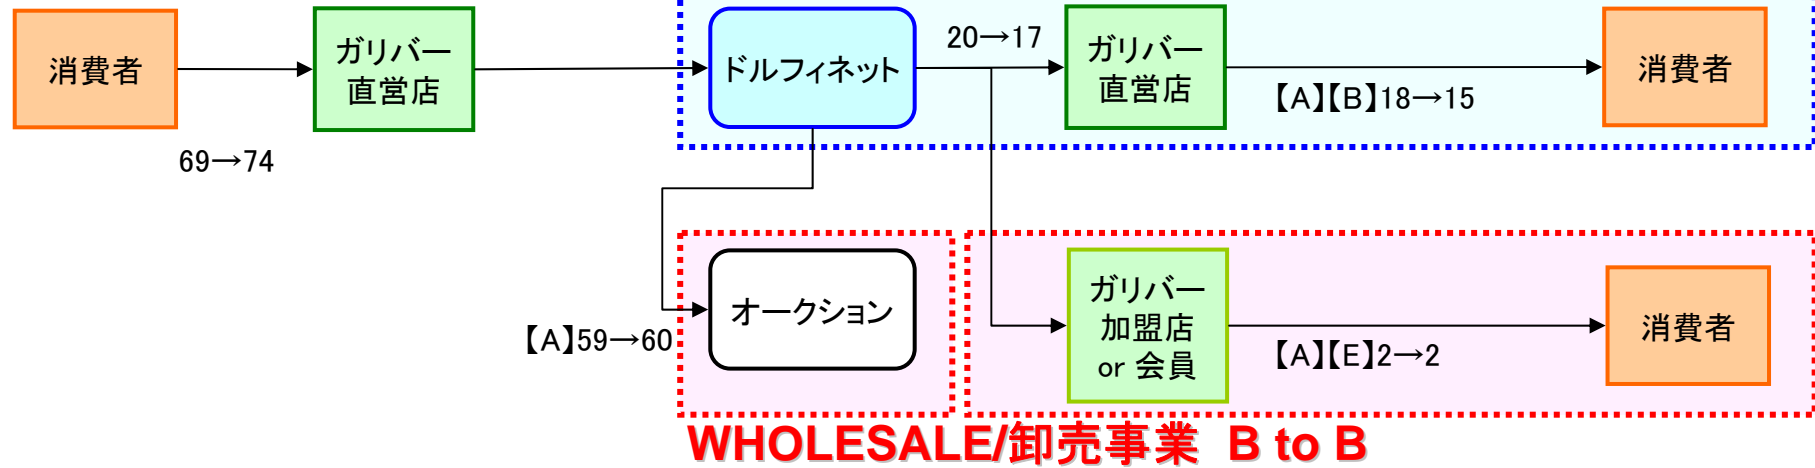 消費者
ガリバー
直営店
ドルフィネット
20→17
ガリバー
直営店
【A】【B】18→15
消費者
69→74
【A】59→60
オークション
ガリバー
加盟店
or 会員
【A】【E】2→2
消費者
WHOLESALE/卸売事業 B to B